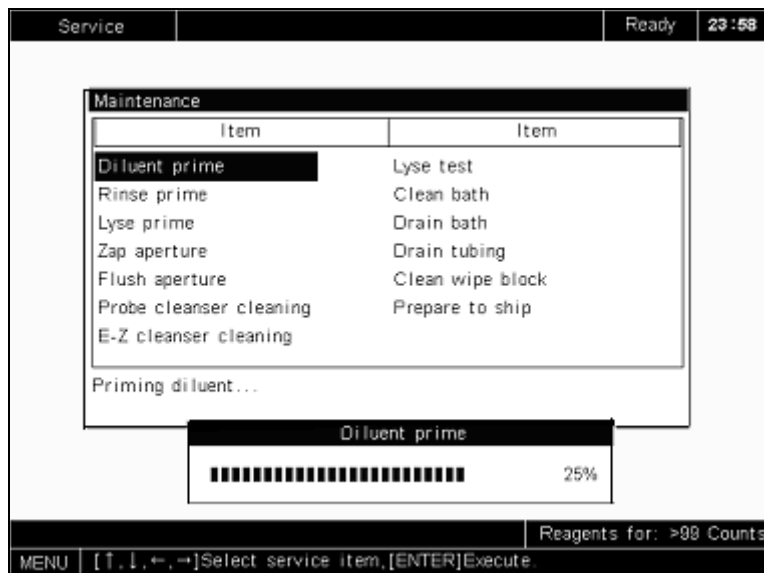 Service Ready 23:58
Maintenance
Item Item
Diluent prime Lyse test
Rinse prime Clean bath
Lyse prime Drain bath
Zap aperture Drain tubing
Flush aperture Clean wipe block
Probe cleanser cleaning Prepare to ship
E-Z cleanser cleaning
Priming diluent...
Diluent prime
25%
Reagents for: >99 Counts
MENU [↑,↓,←,→]Select service item,[ENTER]Execute.